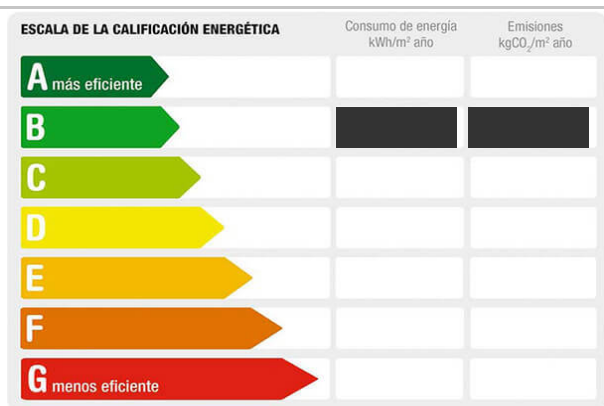 ESCALA DE LA CALIFICACIÓN ENERGÉTICA
Consumo de energía
kWh/m² año
Emisiones
kgCO₂/m² año
A más eficiente
B
C
D
E
F
G menos eficiente